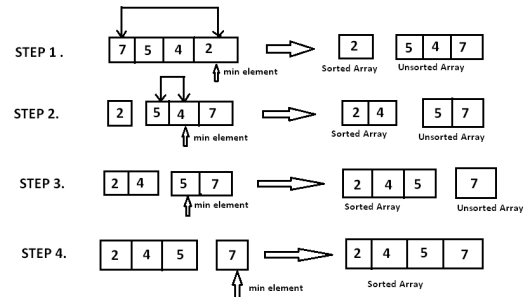 STEP 1 .
7 5 4 2
min element
2
Sorted Array
5 4 7
Unsorted Array
STEP 2.
2
5 4 7
min element
2 4
Sorted Array
5 7
Unsorted Array
STEP 3.
2 4
5 7
min element
2 4 5
Sorted Array
7
Unsorted Array
STEP 4.
2 4 5
7
min element
2 4 5 7
Sorted Array